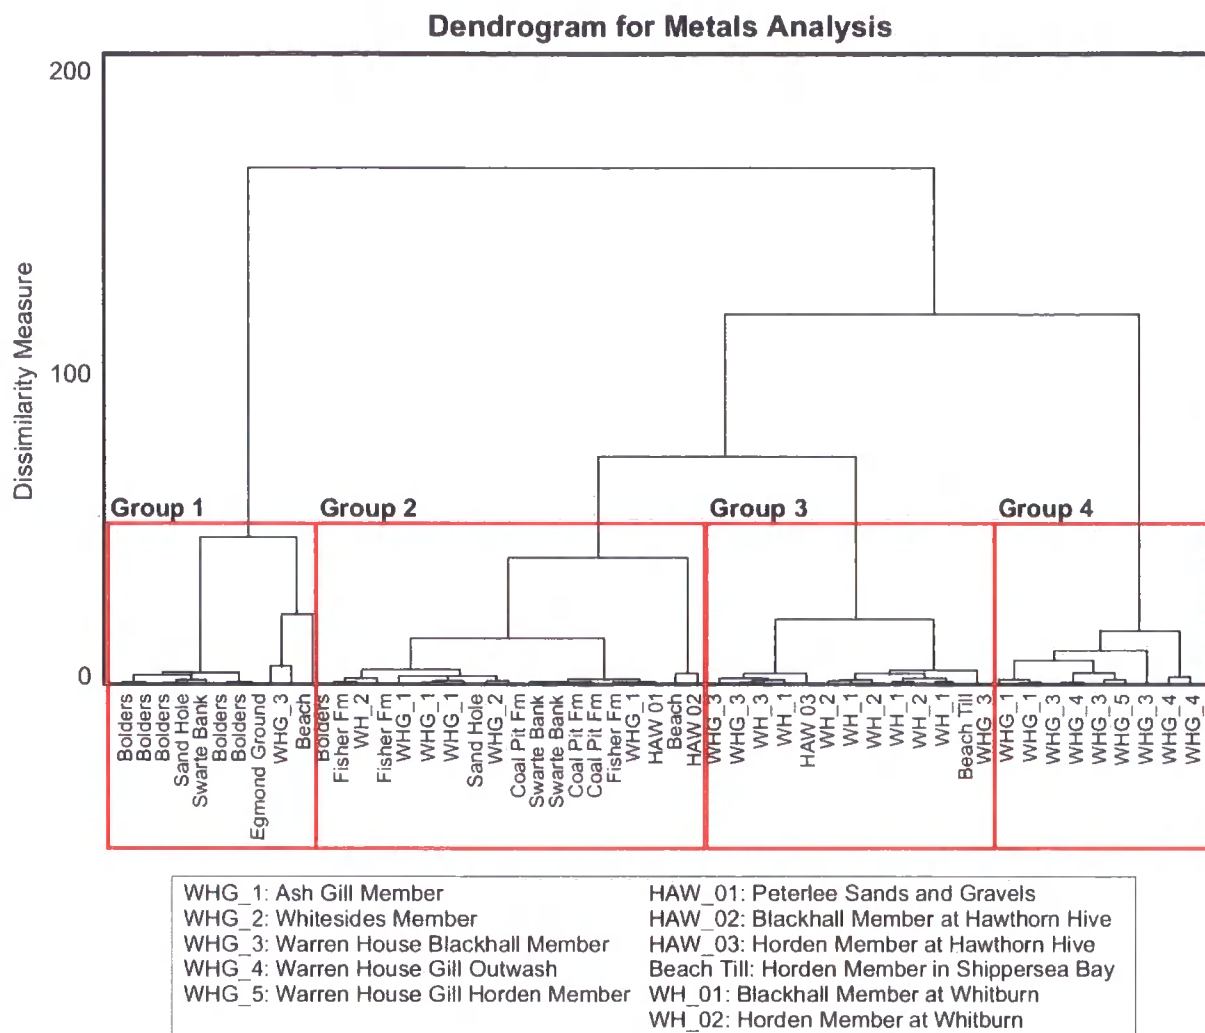 Dendrogram for Metals Analysis
200
100
0
Dissimilarity Measure
Group 1
Group 2
Group 3
Group 4
Bolders
Bolders
Bolders
Sand Hole
Swarte Bank
Bolders
Bolders
Egmond Ground
WHG_3
Beach
Bolders
Fisher Fm
WH_2
Fisher Fm
WHG_1
WHG_1
WHG_1
Sand Hole
WHG_2
Coal Pit Fm
Swarte Bank
Swarte Bank
Coal Pit Fm
Coal Pit Fm
Fisher Fm
WHG_1
HAW 01
Beach
HAW 02
WHG_3
WHG_3
WH_3
WH_1
HAW 03
WH_2
WH_1
WH_2
WH_1
WH_2
WH_1
Beach Till
WHG_3
WHG_1
WHG_1
WHG_3
WHG_4
WHG_3
WHG_5
WHG_3
WHG_4
WHG_4
WHG_1: Ash Gill Member
WHG_2: Whitesides Member
WHG_3: Warren House Blackhall Member
WHG_4: Warren House Gill Outwash
WHG_5: Warren House Gill Horden Member
HAW_01: Peterlee Sands and Gravels
HAW_02: Blackhall Member at Hawthorn Hive
HAW_03: Horden Member at Hawthorn Hive
Beach Till: Horden Member in Shippersea Bay
WH_01: Blackhall Member at Whitburn
WH_02: Horden Member at Whitburn